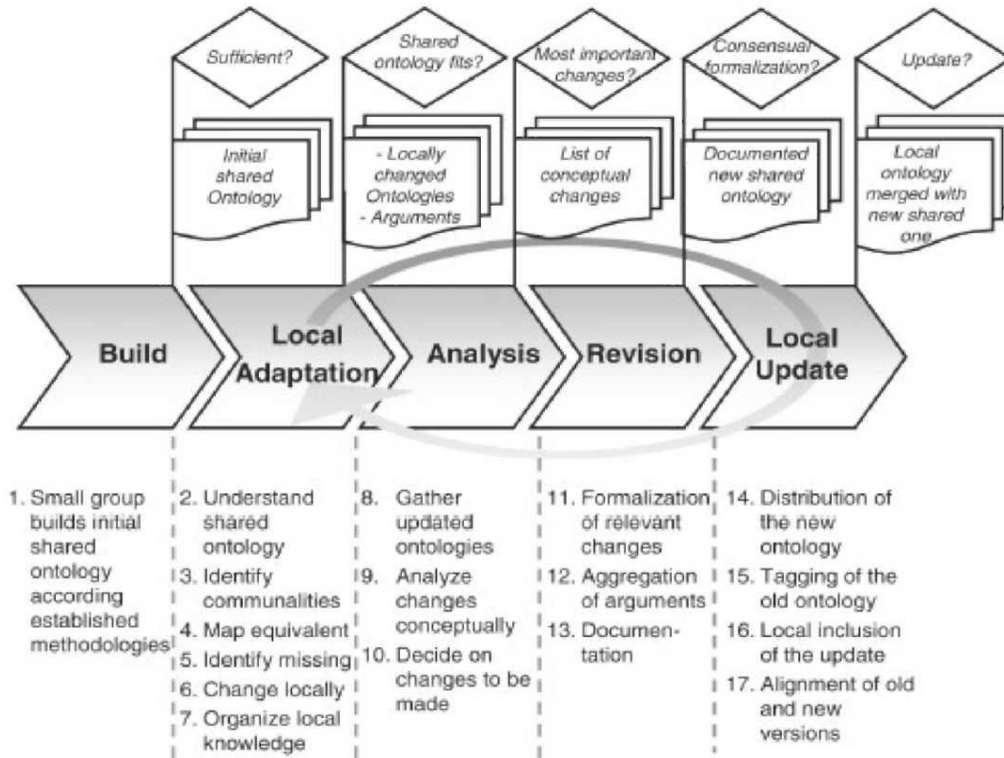 Sufficient?
Shared
ontology fits?
Most important
changes?
Consensual
formalization?
Update?
Initial
shared
Ontology
- Locally
changed
Ontologies
- Arguments
List of
conceptual
changes
Documented
new shared
ontology
Local
ontology
merged with
new shared
one
Build
Local
Adaptation
Analysis
Revision
Local
Update
1. Small group
builds initial
shared
ontology
according
established
methodologies
2. Understand
shared
ontology
3. Identify
communalities
4. Map equivalent
5. Identify missing
6. Change locally
7. Organize local
knowledge
8. Gather
updated
ontologies
9. Analyze
changes
conceptually
10. Decide on
changes to be
made
11. Formalization
of relevant
changes
12. Aggregation
of arguments
13. Documen-
tation
14. Distribution of
the new
ontology
15. Tagging of the
old ontology
16. Local inclusion
of the update
17. Alignment of old
and new
versions